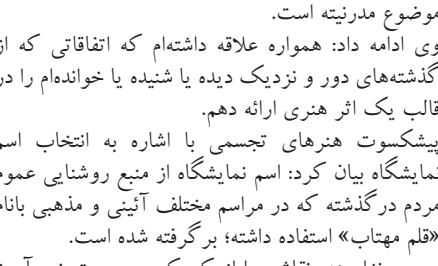 موضوع مدرنیته است.
وی ادامه داد: همواره علاقه داشته‌ام که اتفاقاتی که از
گذشته‌های دور و نزدیک دیده یا شنیده یا خوانده‌ام را در
قالب یک اثر هنری ارائه دهم.
پیشکسوت هنرهای تجسمی با اشاره به انتخاب اسم
نمایشگاه بیان کرد: اسم نمایشگاه از منبع روشنایی عموم
مردم درگذشته که در مراسم مختلف آئینی و مذهبی بانام
«قلم مهتاب» استفاده داشته؛ برگرفته شده است.